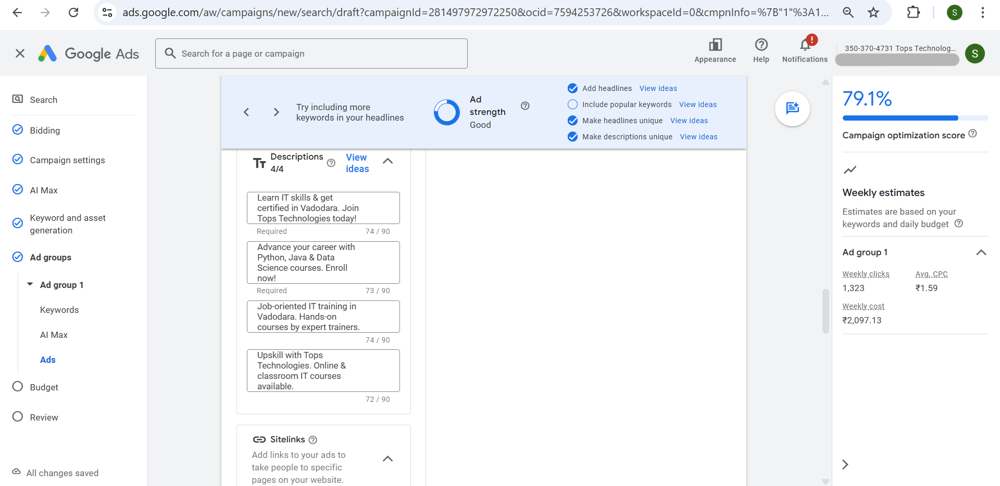 ads.google.com/aw/campaigns/new/search/draft?campaignId=281497972972250&ocid=7594253726&workspaceId=0&cmpnInfo=%7B"1"%3A1...
S
Google Ads
Search for a page or campaign
Appearance
Help
!
Notifications
350-370-4731 Tops Technolog...
S
Search
Bidding
Campaign settings
AI Max
Keyword and asset
generation
Ad groups
Ad group 1
Keywords
AI Max
Ads
Budget
Review
All changes saved
Try including more
keywords in your headlines
Ad
strength
Good
Add headlines View ideas
Include popular keywords View ideas
Make headlines unique View ideas
Make descriptions unique View ideas
Descriptions
4/4
View
ideas
Learn IT skills & get
certified in Vadodara. Join
Tops Technologies today!
Required 74 / 90
Advance your career with
Python, Java & Data
Science courses. Enroll
now!
Required 73 / 90
Job-oriented IT training in
Vadodara. Hands-on
courses by expert trainers.
74 / 90
Upskill with Tops
Technologies. Online &
classroom IT courses
available.
72 / 90
Sitelinks
Add links to your ads to
take people to specific
pages on your website.
79.1%
Campaign optimization score
Weekly estimates
Estimates are based on your
keywords and daily budget
Ad group 1
Weekly clicks Avg. CPC
1,323 ₹1.59
Weekly cost
₹2,097.13